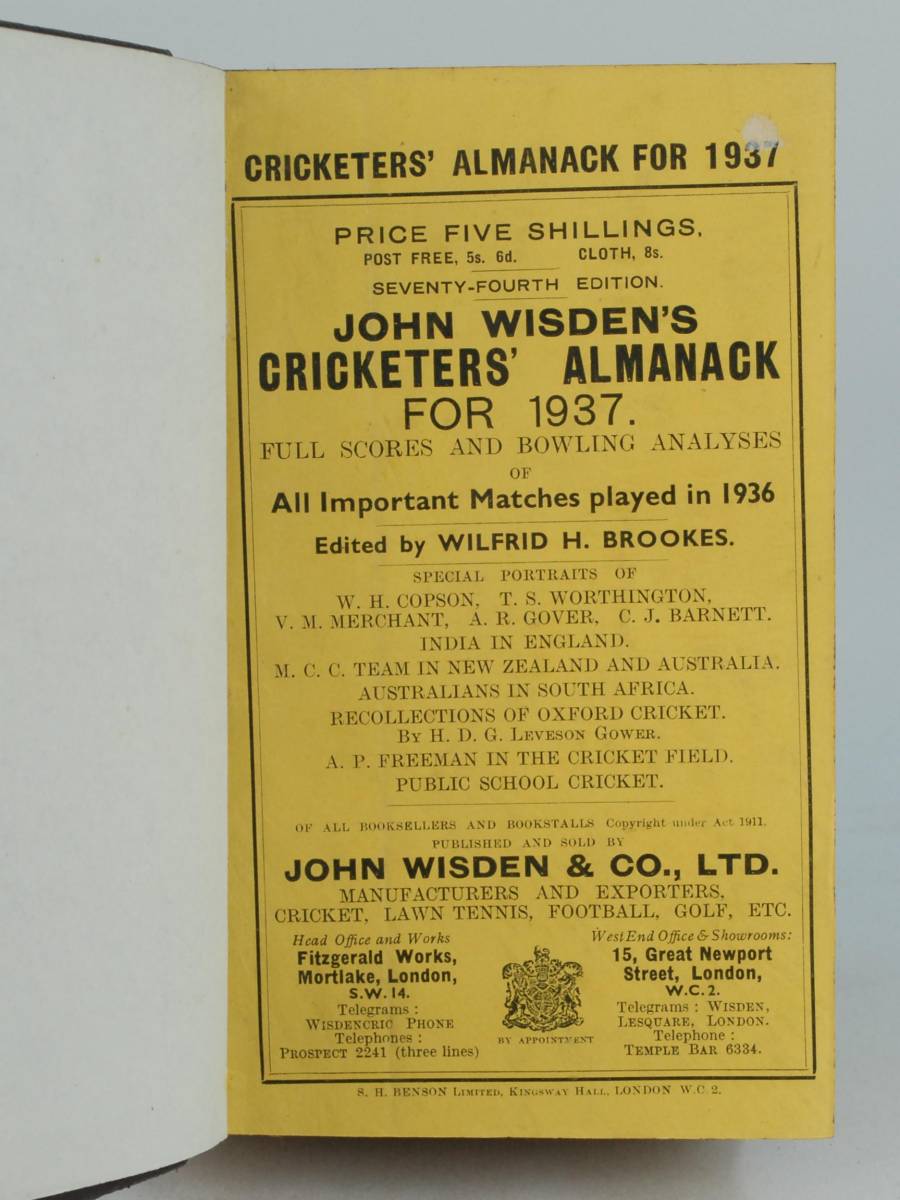 CRICKETERS' ALMANACK FOR 1937
PRICE FIVE SHILLINGS,
POST FREE, 5s. 6d. CLOTH, 8s.
SEVENTY-FOURTH EDITION.
JOHN WISDEN'S
CRICKETERS' ALMANACK
FOR 1937.
FULL SCORES AND BOWLING ANALYSES
OF
All Important Matches played in 1936
Edited by WILFRID H. BROOKES.
SPECIAL PORTRAITS OF
W. H. COPSON, T. S. WORTHINGTON,
V. M. MERCHANT, A. R. GOVER, C. J. BARNETT.
INDIA IN ENGLAND.
M. C. C. TEAM IN NEW ZEALAND AND AUSTRALIA.
AUSTRALIANS IN SOUTH AFRICA.
RECOLLECTIONS OF OXFORD CRICKET.
BY H. D. G. LEVESON GOWER.
A. P. FREEMAN IN THE CRICKET FIELD.
PUBLIC SCHOOL CRICKET.
OF ALL BOOKSELLERS AND BOOKSTALLS Copyright under Act 1911.
PUBLISHED AND SOLD BY
JOHN WISDEN & CO., LTD.
MANUFACTURERS AND EXPORTERS,
CRICKET, LAWN TENNIS, FOOTBALL, GOLF, ETC.
Head Office and Works
Fitzgerald Works,
Mortlake, London,
S.W. 14.
Telegrams :
WISDENCRIC PHONE
Telephones :
PROSPECT 2241 (three lines)
BY APPOINTMENT
West End Office & Showrooms:
15, Great Newport
Street, London,
W.C. 2.
Telegrams : WISDEN,
LESQUARE, LONDON.
Telephone :
TEMPLE BAR 6334.
S. H. BENSON LIMITED, KINGSWAY HALL, LONDON W.C. 2.